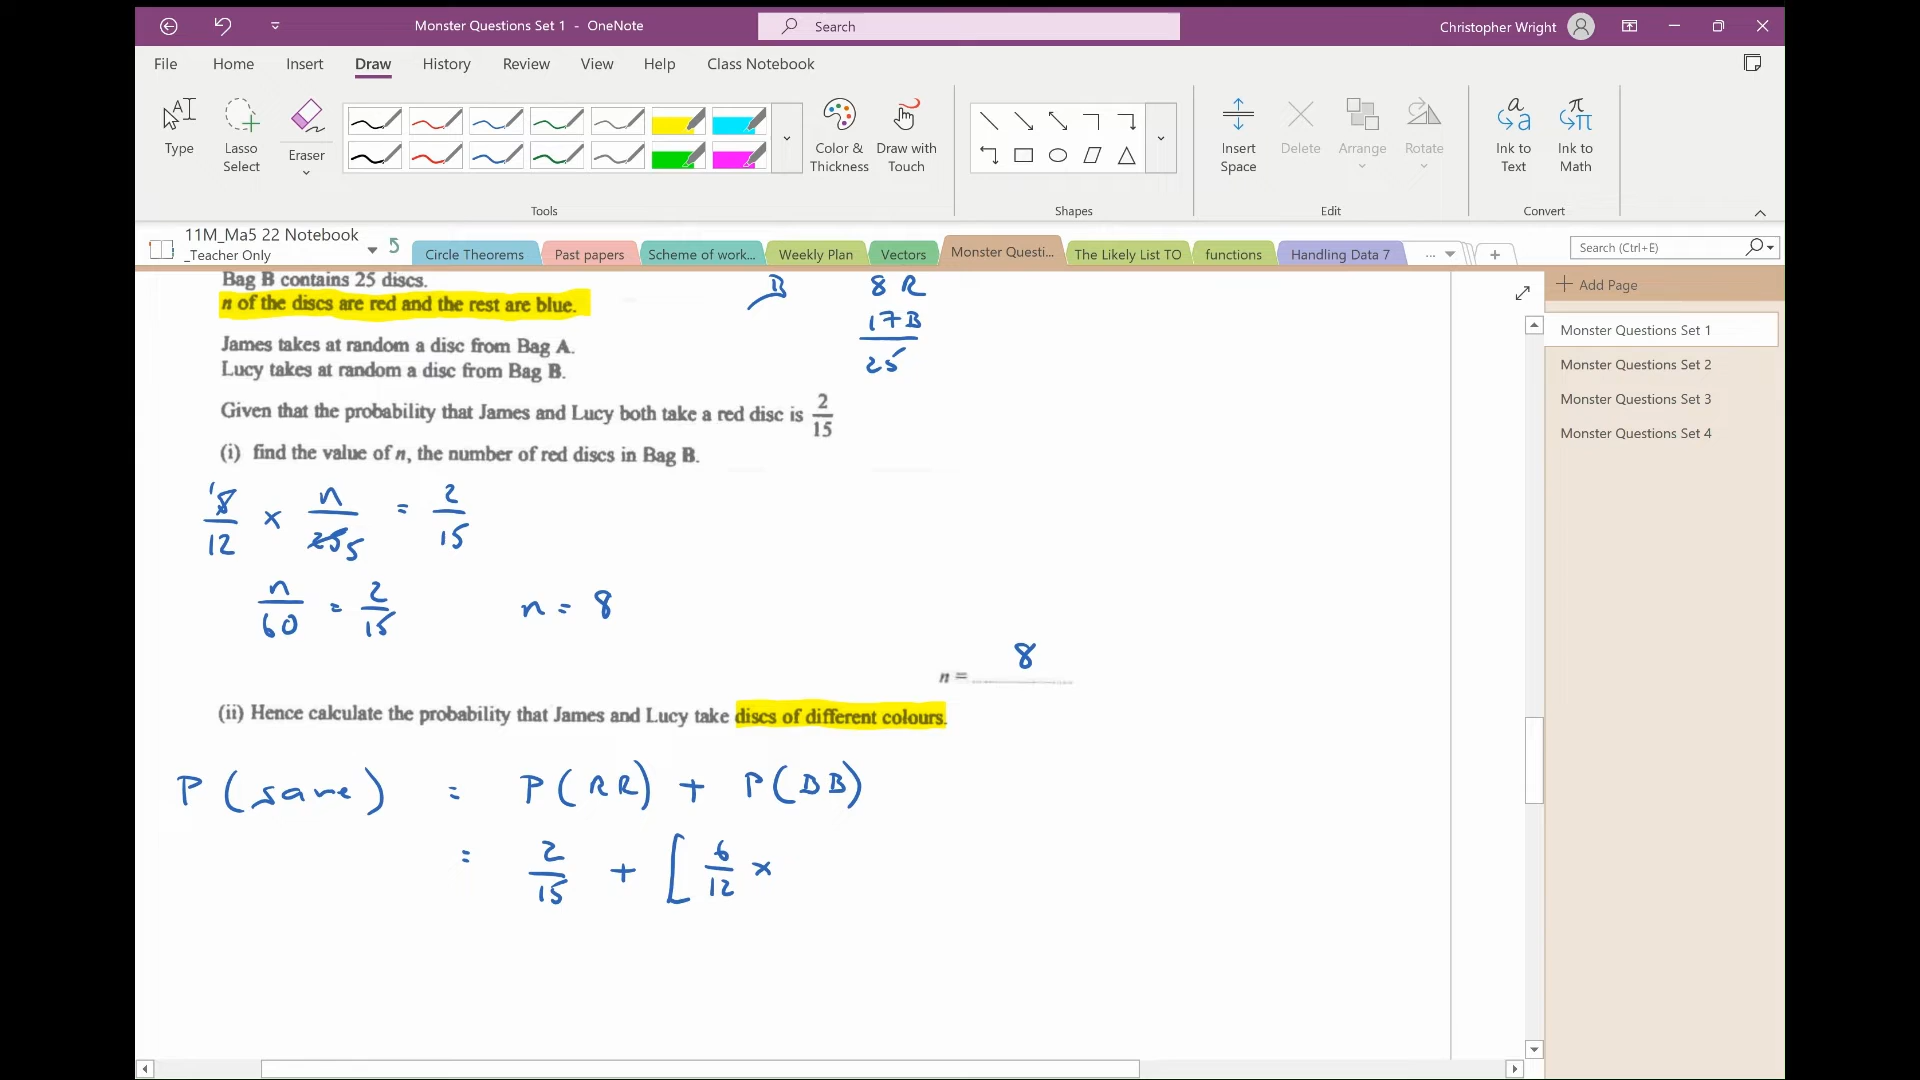 Monster Questions Set 1 - OneNote
Search
Christopher Wright
File Home Insert Draw History Review View Help Class Notebook
Type
Lasso Select
Eraser
Color & Thickness
Draw with Touch
Insert Space
Delete
Arrange
Rotate
Ink to Text
Ink to Math
Tools
Shapes
Edit
Convert
11M_Ma5 22 Notebook _Teacher Only
Circle Theorems
Past papers
Scheme of work...
Weekly Plan
Vectors
Monster Questi...
The Likely List TO
functions
Handling Data 7
...
Search (Ctrl+E)
Add Page
Monster Questions Set 1
Monster Questions Set 2
Monster Questions Set 3
Monster Questions Set 4
Bag B contains 25 discs.
n of the discs are red and the rest are blue.
B
8 R
17 B
25
James takes at random a disc from Bag A.
Lucy takes at random a disc from Bag B.
Given that the probability that James and Lucy both take a red disc is 2/15
(i) find the value of n, the number of red discs in Bag B.
n/60 = 2/15 n = 8
n = 8
(ii) Hence calculate the probability that James and Lucy take discs of different colours.
P (same) = P(RR) + P(BB)
= 2/15 + [ 6/12 ×